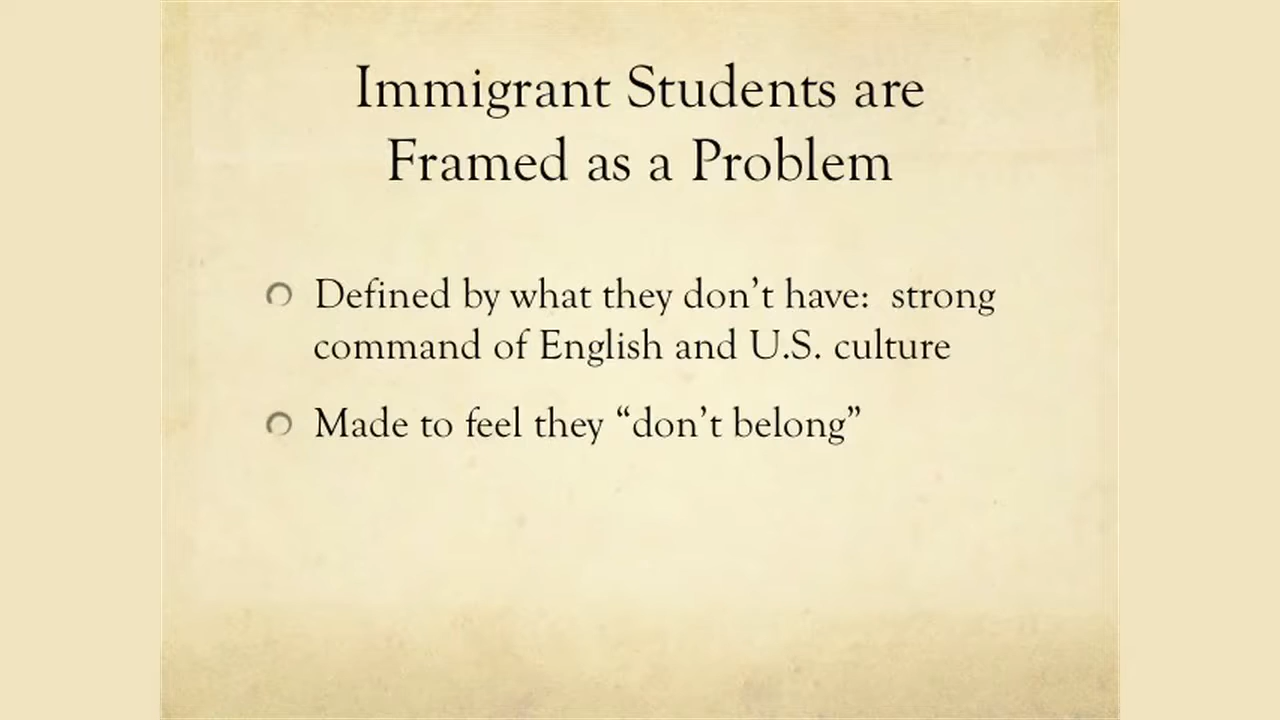 Immigrant Students are
Framed as a Problem
Defined by what they don’t have:  strong
command of English and U.S. culture
Made to feel they “don’t belong”